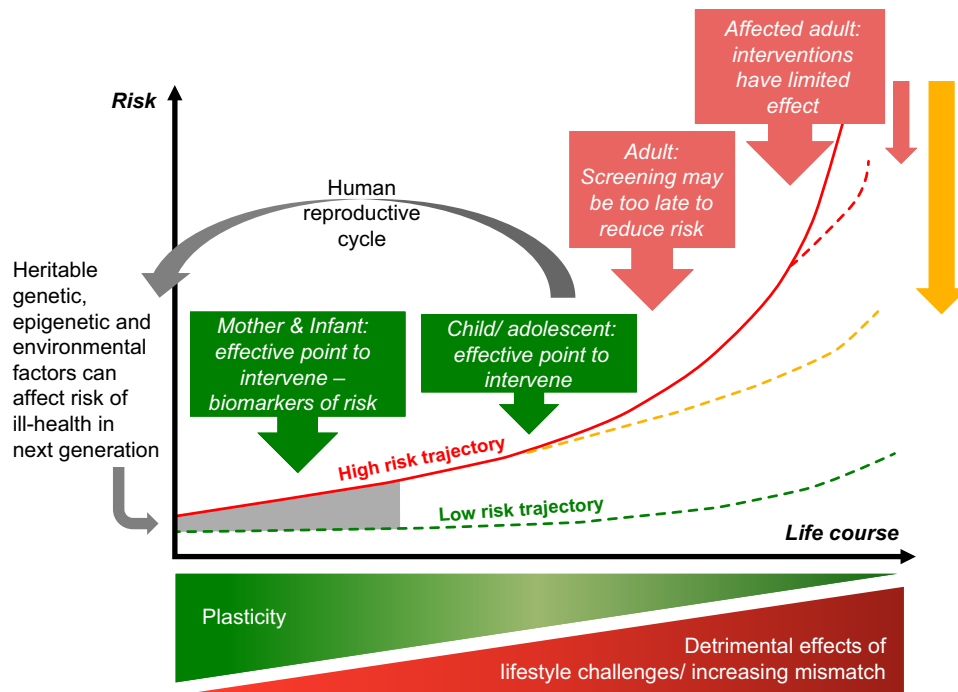 Risk
Affected adult:
interventions
have limited
effect
Adult:
Screening may
be too late to
reduce risk
Human
reproductive
cycle
Heritable
genetic,
epigenetic and
environmental
factors can
affect risk of
ill-health in
next generation
Mother & Infant:
effective point to
intervene –
biomarkers of risk
Child/ adolescent:
effective point to
intervene
High risk trajectory
Low risk trajectory
Life course
Plasticity
Detrimental effects of
lifestyle challenges/ increasing mismatch